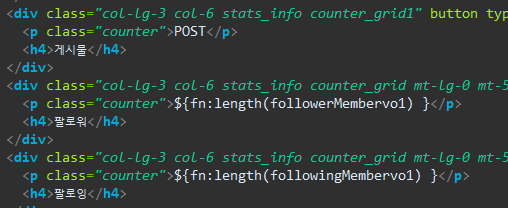 <div class="col-lg-3 col-6 stats_info counter_grid1" button typ
<p class="counter">POST</p>
<h4>게시물</h4>
</div>
<div class="col-lg-3 col-6 stats_info counter_grid mt-lg-0 mt-5
<p class="counter">${fn:length(followerMembervo1) }</p>
<h4>팔로워</h4>
</div>
<div class="col-lg-3 col-6 stats_info counter_grid mt-lg-0 mt-5
<p class="counter">${fn:length(followingMembervo1) }</p>
<h4>팔로잉</h4>